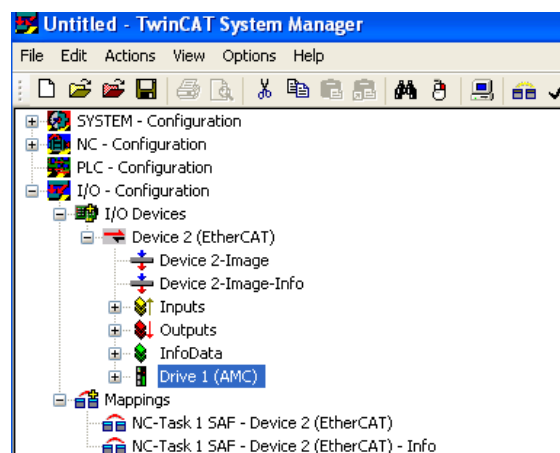 Untitled - TwinCAT System Manager
File Edit Actions View Options Help
SYSTEM - Configuration
NC - Configuration
PLC - Configuration
I/O - Configuration
I/O Devices
Device 2 (EtherCAT)
Device 2-Image
Device 2-Image-Info
Inputs
Outputs
InfoData
Drive 1 (AMC)
Mappings
NC-Task 1 SAF - Device 2 (EtherCAT)
NC-Task 1 SAF - Device 2 (EtherCAT) - Info